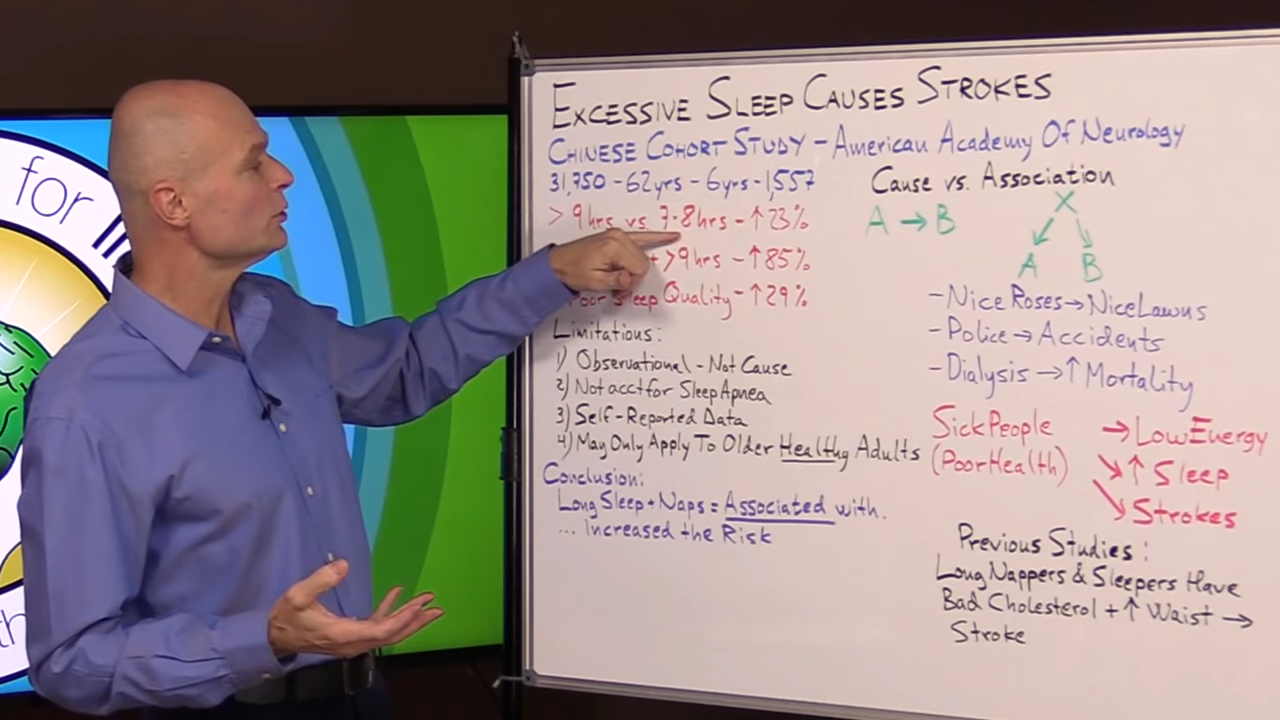 for
th
EXCESSIVE SLEEP CAUSES STROKES
CHINESE COHORT STUDY - American Academy Of Neurology
31,750 - 62yrs - 6yrs - 1,557
> 9hrs vs 7-8hrs - ↑ 23%
+ >9hrs - ↑ 85%
Poor Sleep Quality - ↑ 29%
Limitations:
1) Observational - Not Cause
2) Not acct for Sleep Apnea
3) Self-Reported Data
4) May Only Apply To Older Healthy Adults
Conclusion:
Long Sleep + Naps = Associated with.
... Increased the Risk
Cause vs. Association
A → B
X
A B
- Nice Roses → Nice Lawns
- Police → Accidents
- Dialysis → ↑ Mortality
Sick People → Low Energy
(Poor Health) ↘ ↑ Sleep
↘ Strokes
Previous Studies:
Long Nappers & Sleepers Have
Bad Cholesterol + ↑ Waist →
Stroke